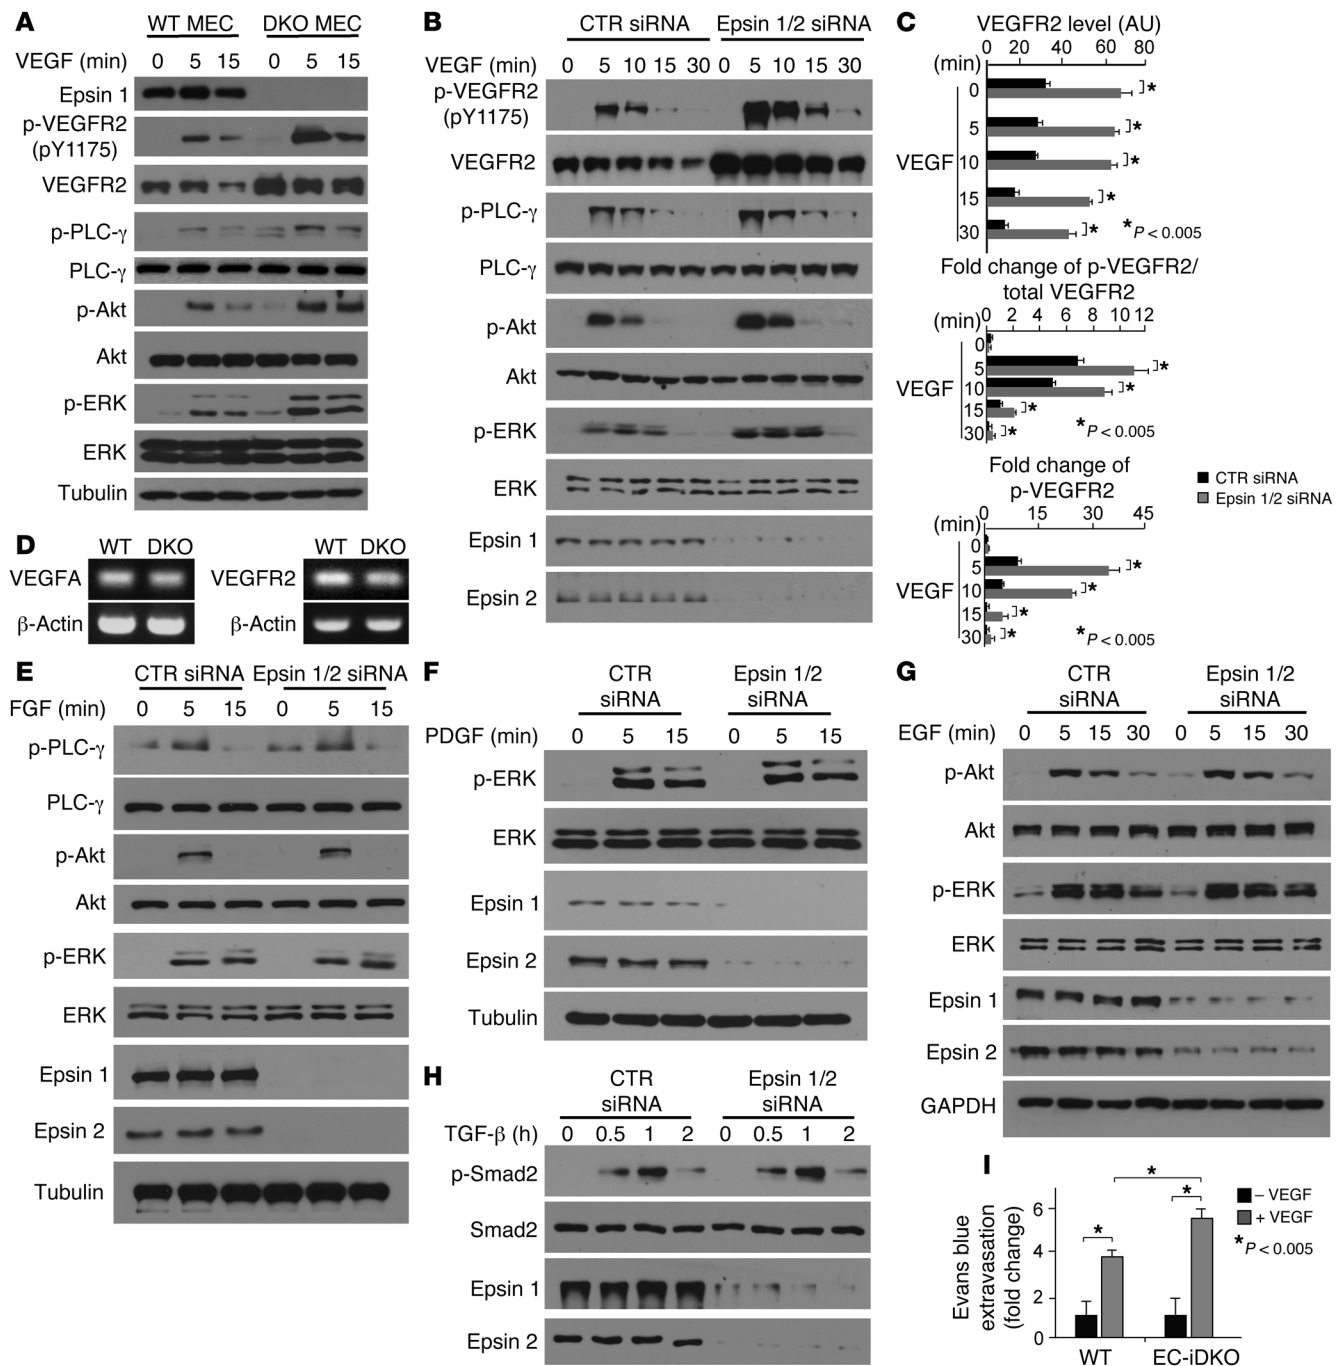 A
WT MEC DKO MEC
VEGF (min) 0 5 15 0 5 15
Epsin 1
p-VEGFR2
(pY1175)
VEGFR2
p-PLC-γ
PLC-γ
p-Akt
Akt
p-ERK
ERK
Tubulin
B
CTR siRNA Epsin 1/2 siRNA
VEGF (min) 0 5 10 15 30 0 5 10 15 30
p-VEGFR2
(pY1175)
VEGFR2
p-PLC-γ
PLC-γ
p-Akt
Akt
p-ERK
ERK
Epsin 1
Epsin 2
C
VEGFR2 level (AU)
0 20 40 60 80
(min)
0 *
5 *
VEGF 10 *
15 *
30 * * P < 0.005
Fold change of p-VEGFR2/
total VEGFR2
(min) 0 2 4 6 8 10 12
0
5 *
VEGF 10 *
15 *
30 * * P < 0.005
Fold change of
p-VEGFR2
0 15 30 45
(min)
0
5 *
VEGF 10 *
15 *
30 * * P < 0.005
CTR siRNA
Epsin 1/2 siRNA
D
WT DKO WT DKO
VEGFA VEGFR2
β-Actin β-Actin
E
CTR siRNA Epsin 1/2 siRNA
FGF (min) 0 5 15 0 5 15
p-PLC-γ
PLC-γ
p-Akt
Akt
p-ERK
ERK
Epsin 1
Epsin 2
Tubulin
F
CTR Epsin 1/2
siRNA siRNA
PDGF (min) 0 5 15 0 5 15
p-ERK
ERK
Epsin 1
Epsin 2
Tubulin
G
CTR Epsin 1/2
siRNA siRNA
EGF (min) 0 5 15 30 0 5 15 30
p-Akt
Akt
p-ERK
ERK
Epsin 1
Epsin 2
GAPDH
H
CTR Epsin 1/2
siRNA siRNA
TGF-β (h) 0 0.5 1 2 0 0.5 1 2
p-Smad2
Smad2
Epsin 1
Epsin 2
I
Evans blue
extravasation
(fold change)
6
4
2
0
* * *
WT EC-iDKO
– VEGF
+ VEGF
* P < 0.005